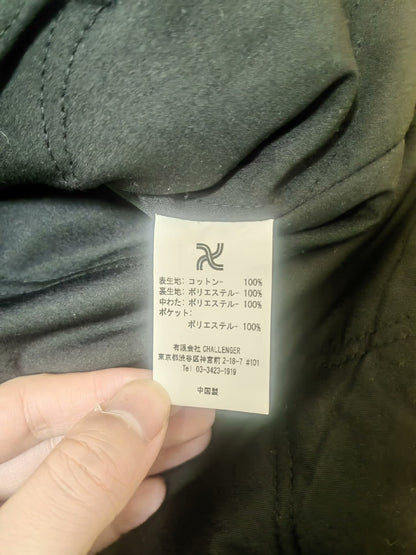 表生地: コットン- 100%
裏生地: ポリエステル- 100%
中わた: ポリエステル- 100%
ポケット:
ポリエステル- 100%
有限会社 CHALLENGER
東京都渋谷区神宮前 2-18-7 #101
Tel 03-3423-1919
中国製